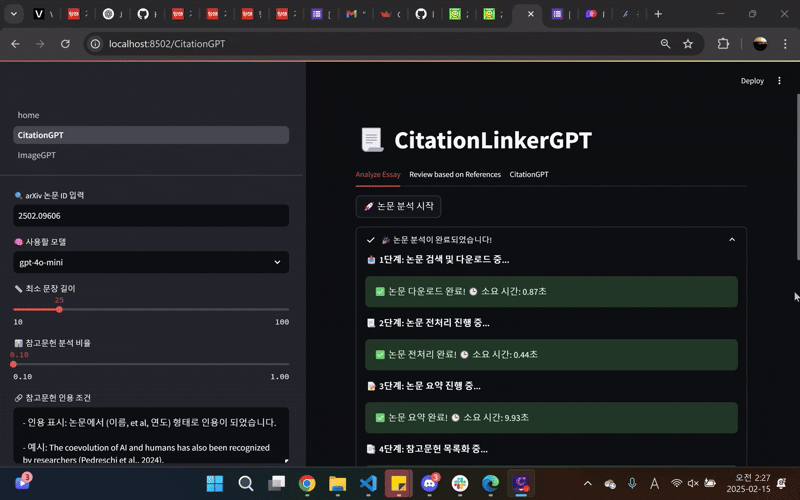 localhost:8502/CitationGPT
Deploy
home
CitationGPT
ImageGPT
arXiv 논문 ID 입력
2502.09606
사용할 모델
gpt-4o-mini
최소 문장 길이
25
10 100
참고문헌 분석 비율
0.10
0.10 1.00
참고문헌 인용 조건
- 인용 표시: 논문에서 (이름, et al, 연도) 형태로 인용이 되었습니다.
- 예시: The coevolution of AI and humans has also been recognized
by researchers (Pedreschi et al., 2024).
CitationLinkerGPT
Analyze Essay Review based on References CitationGPT
🚀 논문 분석 시작
🎉 논문 분석이 완료되었습니다!
1단계: 논문 검색 및 다운로드 중...
✅ 논문 다운로드 완료! 🕒 소요 시간: 0.87초
2단계: 논문 전처리 진행 중...
✅ 논문 전처리 완료! 🕒 소요 시간: 0.44초
3단계: 논문 요약 진행 중...
✅ 논문 요약 완료! 🕒 소요 시간: 9.93초
4단계: 참고문헌 목록화 중...
3
3
A
오전 2:27
2025-02-15